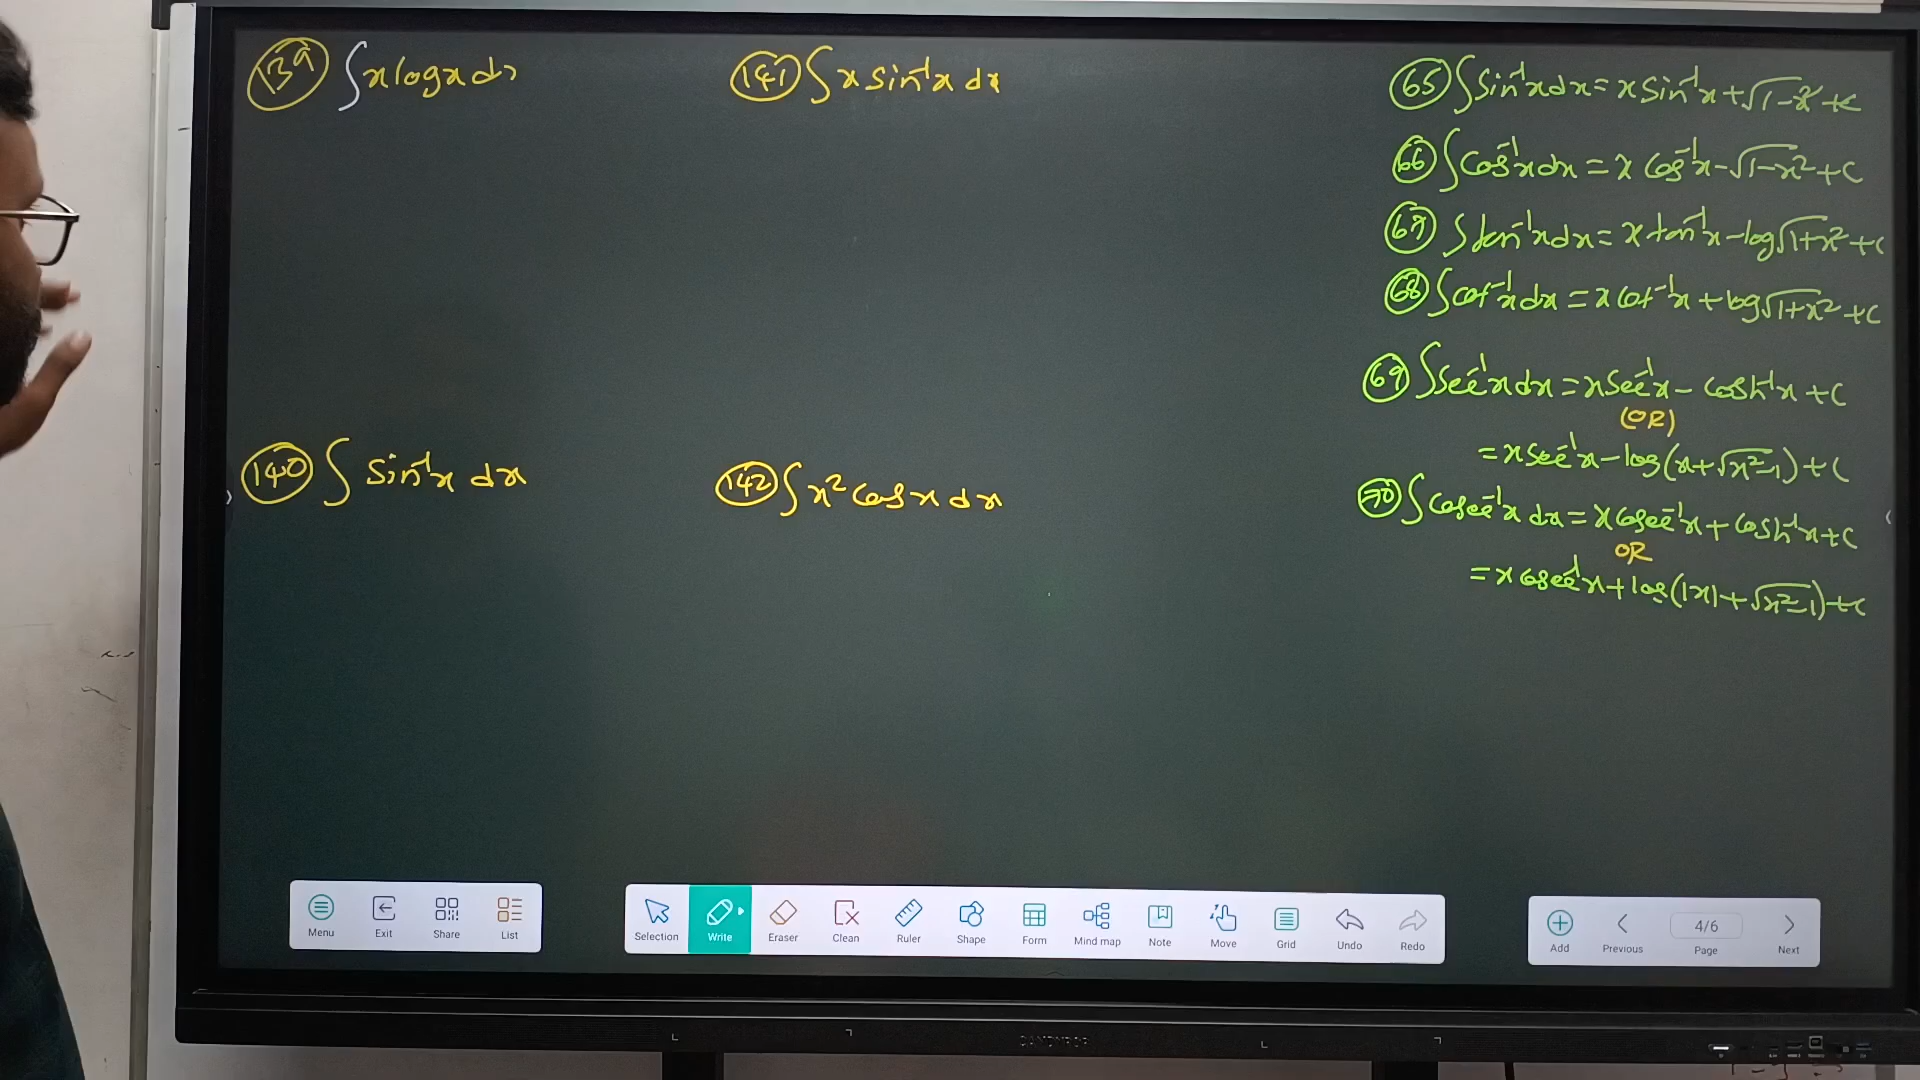 139 ∫ x log x dx
141 ∫ x sin⁻¹x dx
140 ∫ sin⁻¹x dx
142 ∫ x² cos x dx
65 ∫ sin⁻¹x dx = x sin⁻¹x + √1-x² + c
66 ∫ cos⁻¹x dx = x cos⁻¹x - √1-x² + c
67 ∫ tan⁻¹x dx = x tan⁻¹x - log √1+x² + c
68 ∫ cot⁻¹x dx = x cot⁻¹x + log √1+x² + c
69 ∫ sec⁻¹x dx = x sec⁻¹x - cosh⁻¹x + c
(OR)
= x sec⁻¹x - log(x + √x²-1) + c
70 ∫ cosec⁻¹x dx = x cosec⁻¹x + cosh⁻¹x + c
OR
= x cosec⁻¹x + log(|x| + √x²-1) + c
Menu Exit Share List
Selection Write Eraser Clean Ruler Shape Form Mind map Note Move Grid Undo Redo
Add Previous 4/6 Page Next